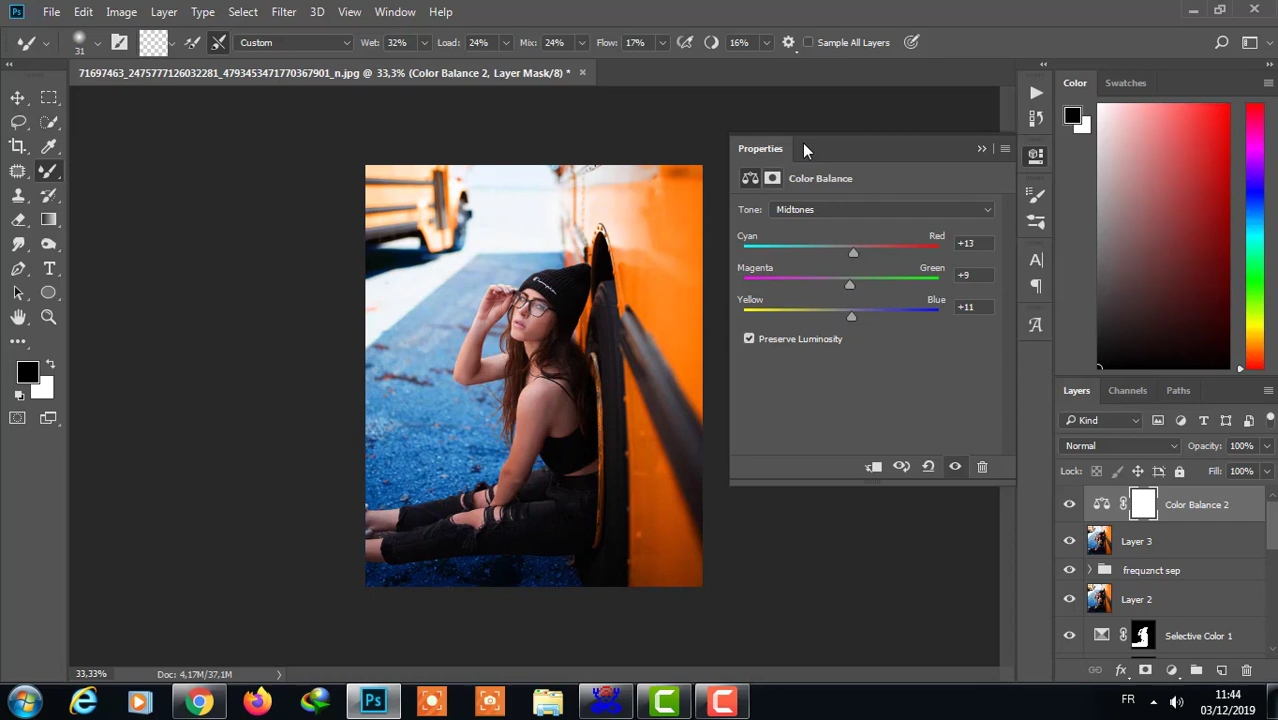 Ps File Edit Image Layer Type Select Filter 3D View Window Help
31 Custom Wet: 32% Load: 24% Mix: 24% Flow: 17% 16% Sample All Layers
71697463_2475777126032281_4793453471770367901_n.jpg @ 33,3% (Color Balance 2, Layer Mask/8) *
Color Swatches
Properties
Color Balance
Tone: Midtones
Cyan Red +13
Magenta Green +9
Yellow Blue +11
Preserve Luminosity
Champion
Layers Channels Paths
Kind
Normal Opacity: 100%
Lock: Fill: 100%
Color Balance 2
Layer 3
frequznct sep
Layer 2
Selective Color 1
33,33% Doc: 4,17M/37,1M
Ps FR 11:44
03/12/2019